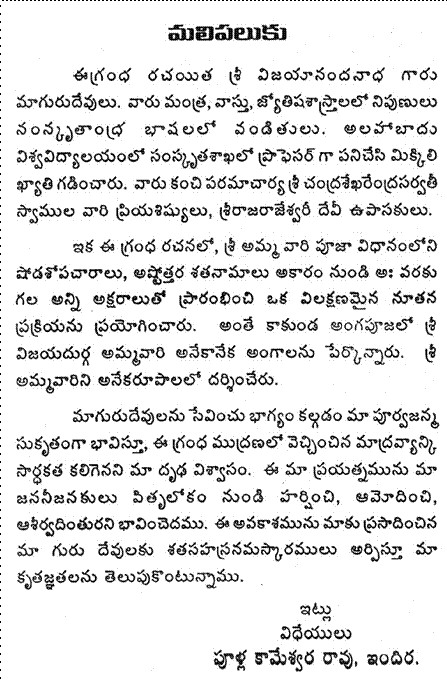 మలిపలుకు
ఈగ్రంధ రచయిత శ్రీ విజయానందనాధ గారు
మాగురుదేవులు. వారు మంత్ర, వాస్తు, జ్యోతిషశాస్త్రాలలో నిపుణులు
సంస్కృతాంధ్ర భాషలలో పండితులు. అలహాబాదు
విశ్వవిద్యాలయంలో సంస్కృతశాఖలో ప్రొఫెసర్ గా పనిచేసి మిక్కిలి
ఖ్యాతి గడించారు. వారు కంచి పరమాచార్య శ్రీ చంద్రశేఖరేంద్రసరస్వతీ
స్వాముల వారి ప్రియశిష్యులు, శ్రీరాజరాజేశ్వరీ దేవీ ఉపాసకులు.
ఇక ఈ గ్రంధ రచనలో, శ్రీ అమ్మ వారి పూజా విధానంలోని
షోడశోపచారాలు, అష్టోత్తర శతనామాలు అకారం నుండి అః వరకు
గల అన్ని అక్షరాలుతో ప్రారంభించి ఒక విలక్షణమైన నూతన
ప్రక్రియను ప్రయోగించారు. అంతే కాకుండ అంగపూజలో శ్రీ
విజయదుర్గ అమ్మవారి అనేకానేక అంగాలను పేర్కొన్నారు. శ్రీ
అమ్మవారిని అనేకరూపాలలో దర్శించేరు.
మాగురుదేవులను సేవించు భాగ్యం కల్గడం మా పూర్వజన్మ
సుకృతంగా భావిస్తూ, ఈ గ్రంధ ముద్రణలో వెచ్చించిన మాద్రవ్యాన్కి
సార్ధకత కలిగెనని మా దృఢ విశ్వాసం. ఈ మా ప్రయత్నమును మా
జననీజనకులు పితృలోకం నుండి హర్షించి, ఆమోదించి,
ఆశీర్వదింతురని భావించెదము. ఈ అవకాశమును మాకు ప్రసాదించిన
మా గురు దేవులకు శతసహస్రనమస్కారములు అర్పిస్తూ మా
కృతజ్ఞతలను తెలుపుకొంటున్నాము.
ఇట్లు
విధేయులు
పూళ్ల కామేశ్వర రావు, ఇందిర.